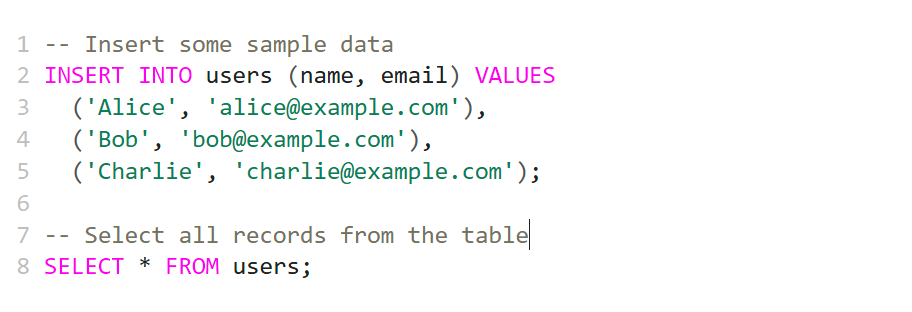 1 -- Insert some sample data
2 INSERT INTO users (name, email) VALUES
3   ('Alice', 'alice@example.com'),
4   ('Bob', 'bob@example.com'),
5   ('Charlie', 'charlie@example.com');
6
7 -- Select all records from the table
8 SELECT * FROM users;